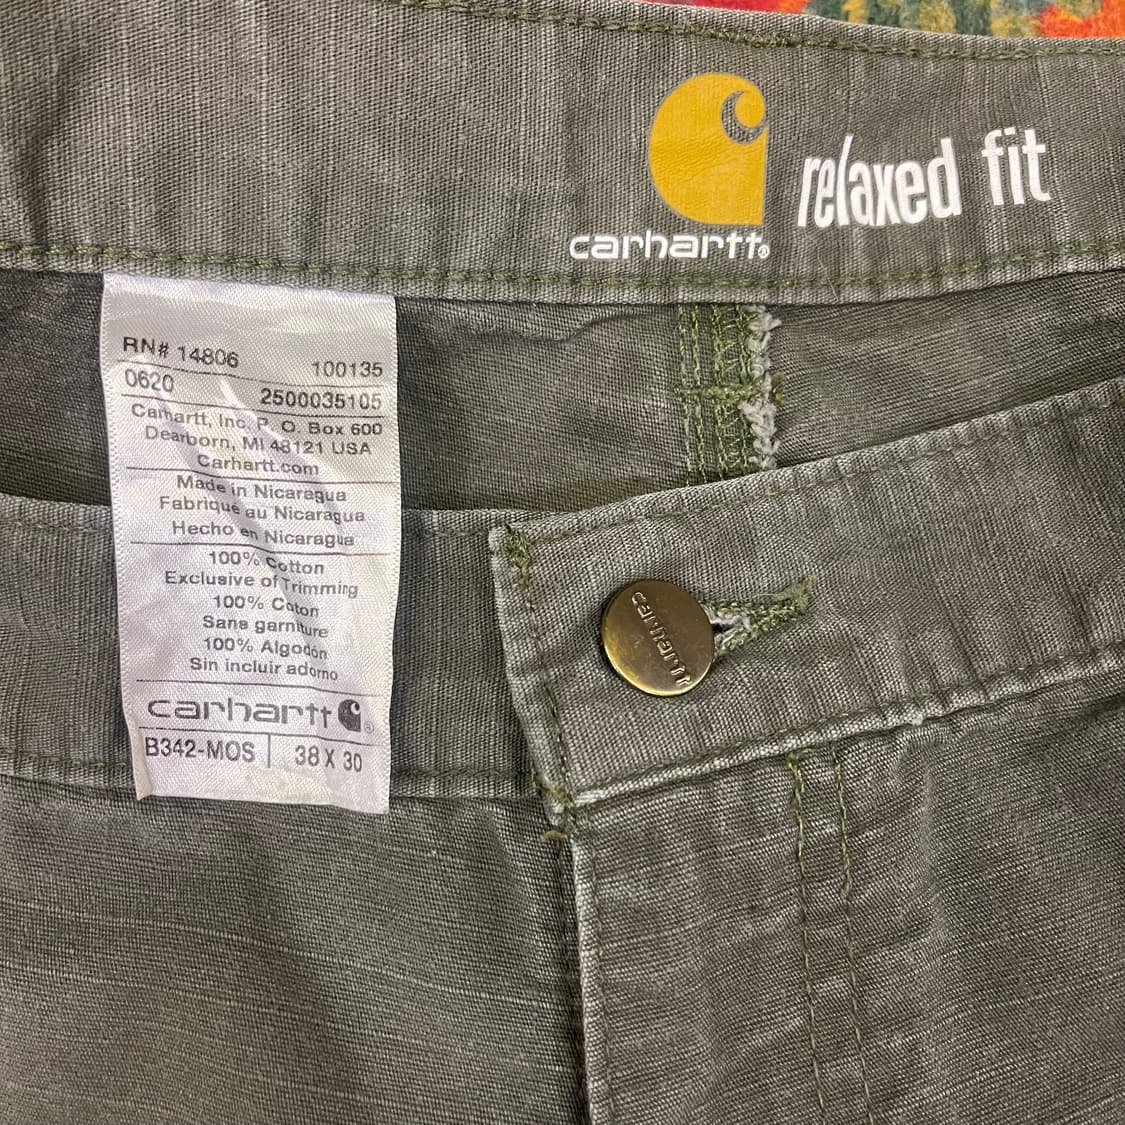 carhartt®
relaxed fit
RN# 14806 100135
0620 2500035105
Carhartt, Inc. P. O. Box 600
Dearborn, MI 48121 USA
Carhartt.com
Made in Nicaragua
Fabriqué au Nicaragua
Hecho en Nicaragua
100% Cotton
Exclusive of Trimming
100% Coton
Sans garniture
100% Algodón
Sin incluir adorno
carhartt®
B342-MOS 38 X 30
carhartt